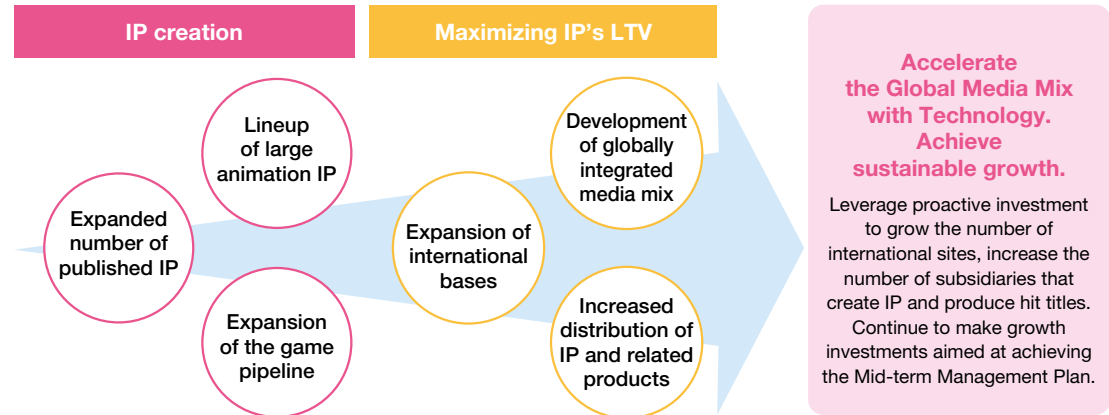 IP creation
Maximizing IP's LTV
Expanded
number of
published IP
Lineup
of large
animation IP
Expansion
of the game
pipeline
Expansion of
international
bases
Development
of globally
integrated
media mix
Increased
distribution of
IP and related
products
Accelerate
the Global Media Mix
with Technology.
Achieve
sustainable growth.
Leverage proactive investment
to grow the number of
international sites, increase the
number of subsidiaries that
create IP and produce hit titles.
Continue to make growth
investments aimed at achieving
the Mid-term Management Plan.